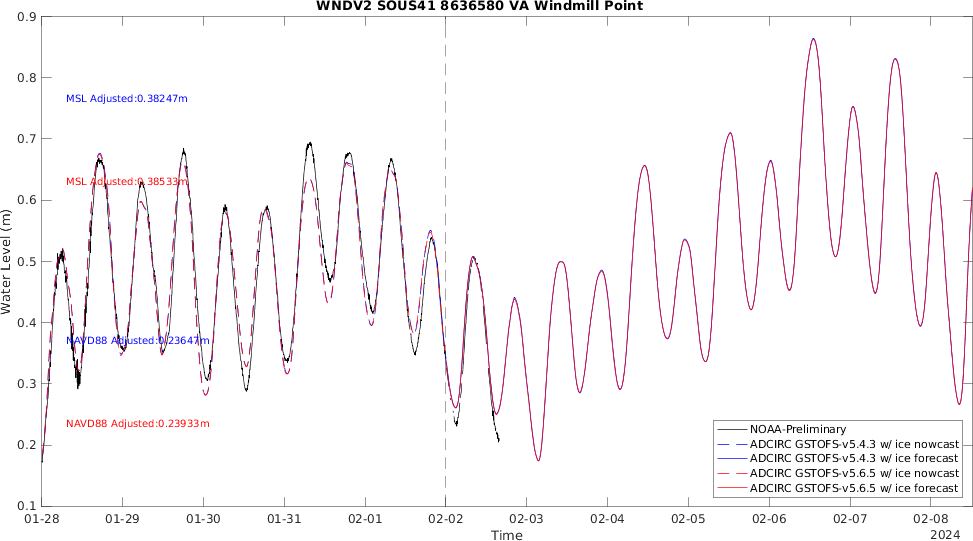 WNDV2 SOUS41 8636580 VA Windmill Point
0.9
0.8
0.7
0.6
0.5
0.4
0.3
0.2
0.1
Water Level (m)
MSL Adjusted:0.38247m
MSL Adjusted:0.38533m
NAVD88 Adjusted:0.23647m
NAVD88 Adjusted:0.23933m
NOAA-Preliminary
ADCIRC GSTOFS-v5.4.3 w/ ice nowcast
ADCIRC GSTOFS-v5.4.3 w/ ice forecast
ADCIRC GSTOFS-v5.6.5 w/ ice nowcast
ADCIRC GSTOFS-v5.6.5 w/ ice forecast
01-28 01-29 01-30 01-31 02-01 02-02 02-03 02-04 02-05 02-06 02-07 02-08
Time
2024